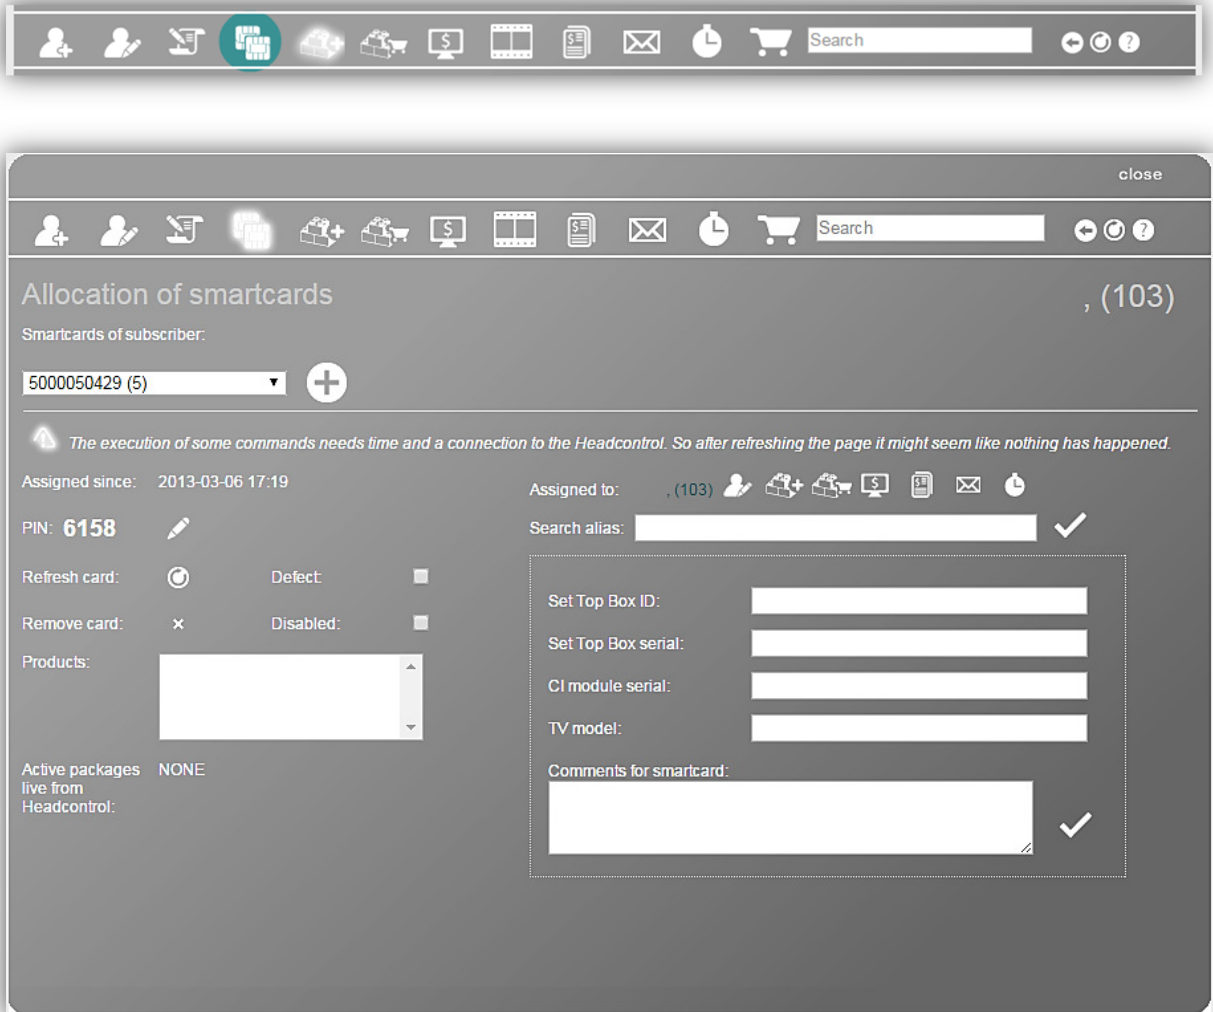 Search
?
close
Search
?
Allocation of smartcards
, (103)
Smartcards of subscriber:
5000050429 (5)
The execution of some commands needs time and a connection to the Headcontrol. So after refreshing the page it might seem like nothing has happened.
Assigned since: 2013-03-06 17:19
Assigned to: , (103)
PIN: 6158
Search alias:
Refresh card:
Defect:
Remove card:
Disabled:
Products:
Active packages
live from
Headcontrol:
NONE
Set Top Box ID:
Set Top Box serial:
CI module serial:
TV model:
Comments for smartcard: